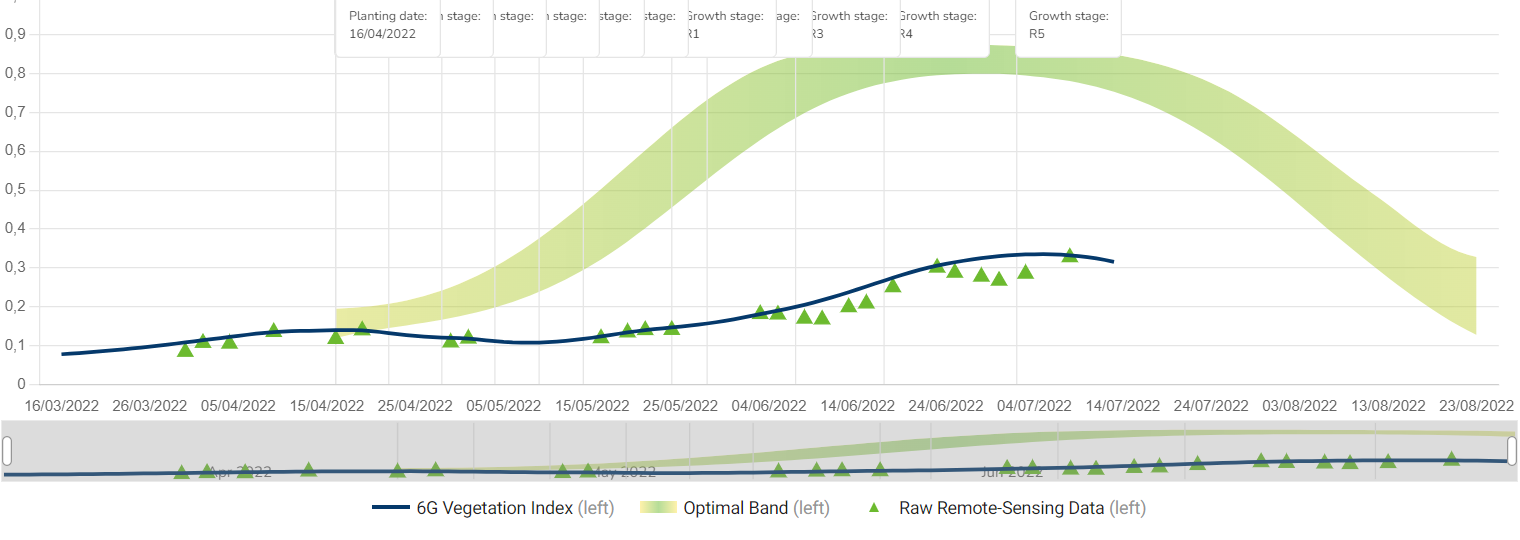 Planting date:
16/04/2022
stage:
stage:
stage:
stage:
stage:
Growth stage:
R1
age:
Growth stage:
R3
Growth stage:
R4
Growth stage:
R5
0,9
0,8
0,7
0,6
0,5
0,4
0,3
0,2
0,1
0
16/03/2022 26/03/2022 05/04/2022 15/04/2022 25/04/2022 05/05/2022 15/05/2022 25/05/2022 04/06/2022 14/06/2022 24/06/2022 04/07/2022 14/07/2022 24/07/2022 03/08/2022 13/08/2022 23/08/2022
Apr 2022 May 2022 Jun 2022
6G Vegetation Index (left) Optimal Band (left) Raw Remote-Sensing Data (left)